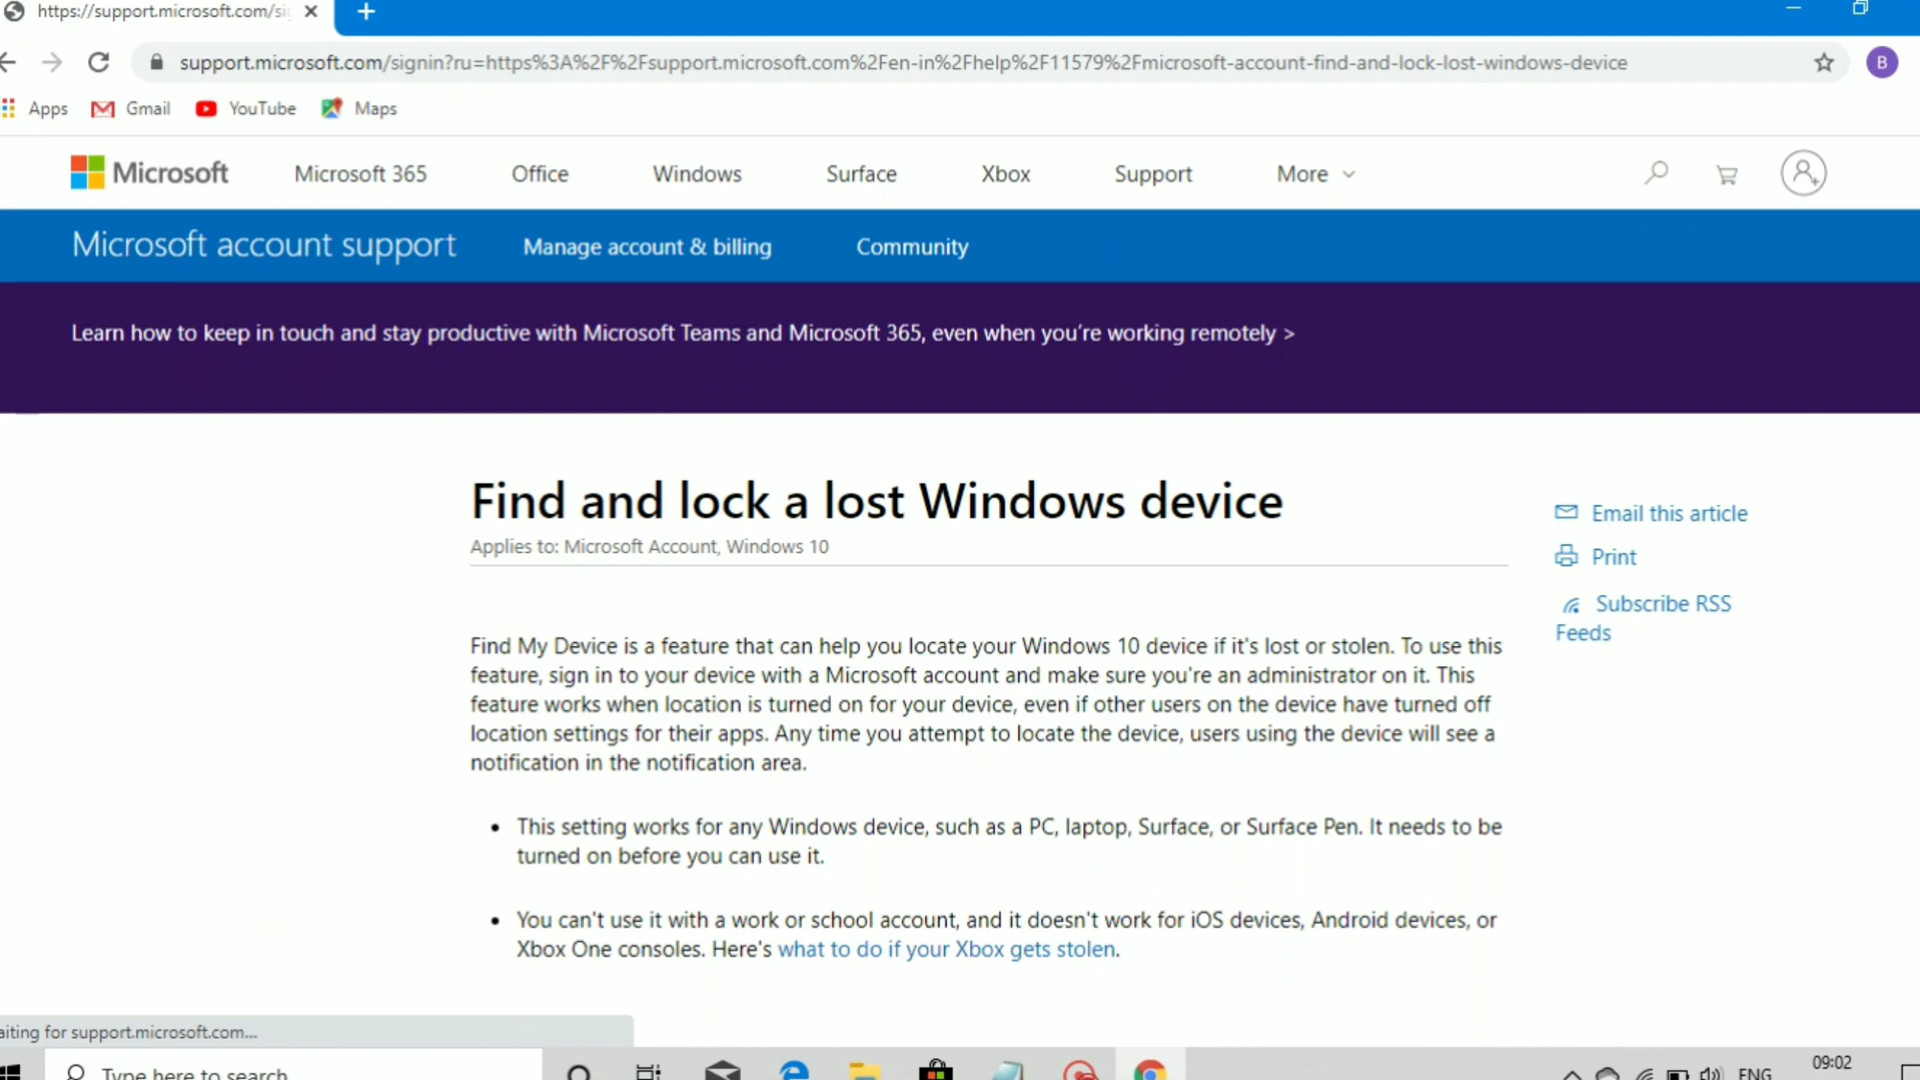 https://support.microsoft.com/si
support.microsoft.com/signin?ru=https%3A%2F%2Fsupport.microsoft.com%2Fen-in%2Fhelp%2F11579%2Fmicrosoft-account-find-and-lock-lost-windows-device
B
Apps Gmail YouTube Maps
Microsoft Microsoft 365 Office Windows Surface Xbox Support More
Microsoft account support Manage account & billing Community
Learn how to keep in touch and stay productive with Microsoft Teams and Microsoft 365, even when you're working remotely >
Find and lock a lost Windows device
Applies to: Microsoft Account, Windows 10
Email this article
Print
Subscribe RSS
Feeds
Find My Device is a feature that can help you locate your Windows 10 device if it's lost or stolen. To use this
feature, sign in to your device with a Microsoft account and make sure you're an administrator on it. This
feature works when location is turned on for your device, even if other users on the device have turned off
location settings for their apps. Any time you attempt to locate the device, users using the device will see a
notification in the notification area.
• This setting works for any Windows device, such as a PC, laptop, Surface, or Surface Pen. It needs to be
turned on before you can use it.
• You can't use it with a work or school account, and it doesn't work for iOS devices, Android devices, or
Xbox One consoles. Here's what to do if your Xbox gets stolen.
aiting for support.microsoft.com...
Type here to search
ENG
09:02